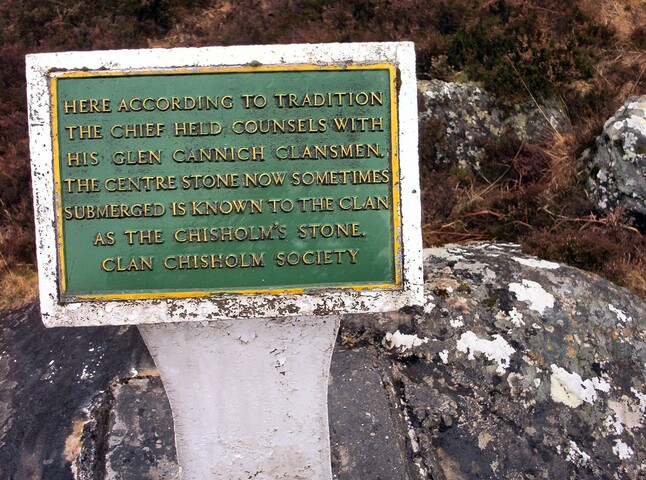 HERE ACCORDING TO TRADITION
THE CHIEF HELD COUNSELS WITH
HIS GLEN CANNICH CLANSMEN.
THE CENTRE STONE NOW SOMETIMES
SUBMERGED IS KNOWN TO THE CLAN
AS THE CHISHOLM'S STONE.
CLAN CHISHOLM SOCIETY